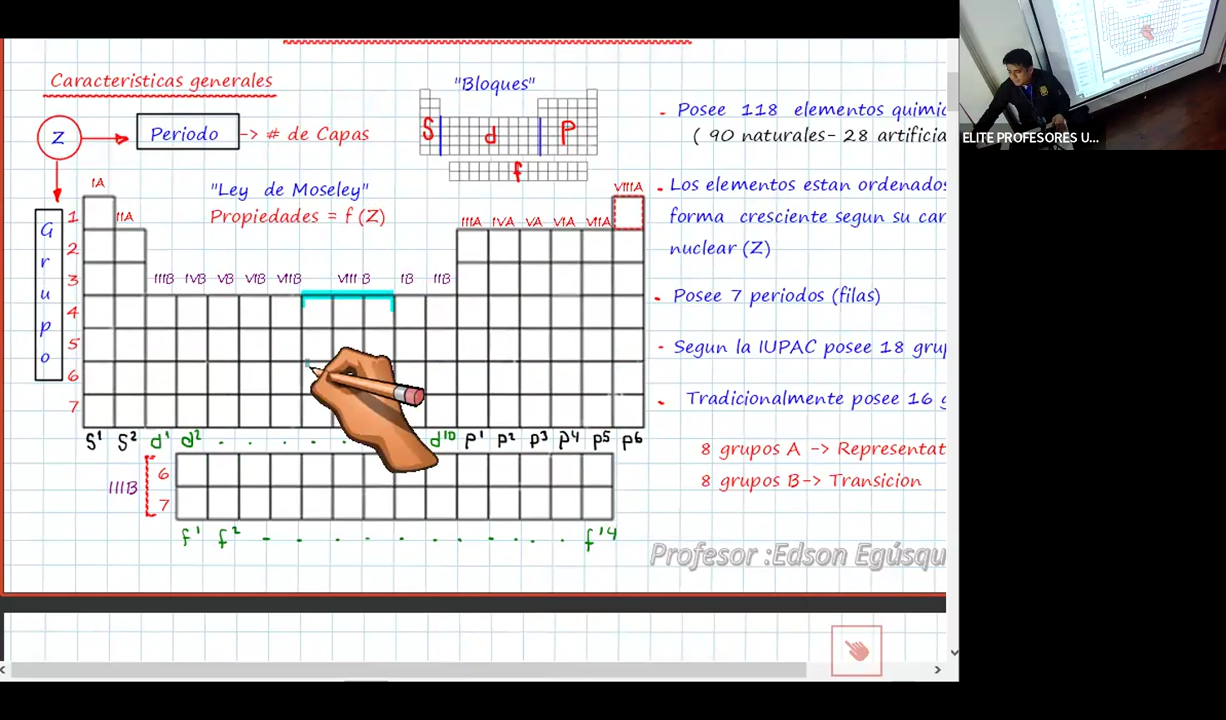 Caracteristicas generales
"Bloques"
S
d
P
f
Z
Periodo
-> # de Capas
Grupo
"Ley de Moseley"
Propiedades = f (Z)
IA
IIA
IIIB IVB VB VIB VIIB VIII B IB IIB
IIIA IVA VA VIA VIIA
VIIIA
1
2
3
4
5
6
7
S¹ S² d¹ d² . . . . d¹⁰ P¹ P² P³ P⁴ P⁵ P⁶
IIIB
6
7
f¹ f² - . . . . . . . . . . f¹⁴
. Posee 118 elementos quimic
( 90 naturales- 28 artificia
. Los elementos estan ordenados
forma cresciente segun su car
nuclear (Z)
. Posee 7 periodos (filas)
- Segun la IUPAC posee 18 grup
. Tradicionalmente posee 16 g
8 grupos A -> Representat
8 grupos B-> Transicion
Profesor :Edson Egúsqu
ELITE PROFESORES U...